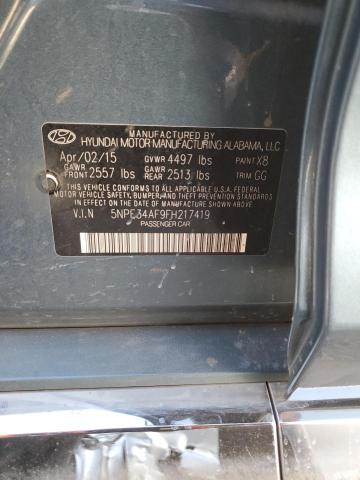 MANUFACTURED BY
HYUNDAI MOTOR MANUFACTURING ALABAMA, LLC
Apr/02/15 GVWR 4497 lbs PAINT X8
GAWR FRONT 2557 lbs GAWR REAR 2513 lbs TRIM GG
THIS VEHICLE CONFORMS TO ALL APPLICABLE U.S. FEDERAL
MOTOR VEHICLE SAFETY, BUMPER, AND THEFT PREVENTION
STANDARDS IN EFFECT ON THE DATE OF MANUFACTURE SHOWN ABOVE.
V.I.N 5NPE34AF9FH217419
PASSENGER CAR